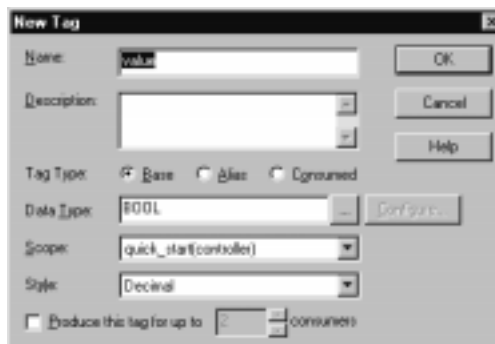 New Tag
Name: value OK
Description: Cancel
Help
Tag Type: Base Alias Consumed
Data Type: BOOL ... Configure...
Scope: quick_start(controller)
Style: Decimal
Produce this tag for up to 2 consumers